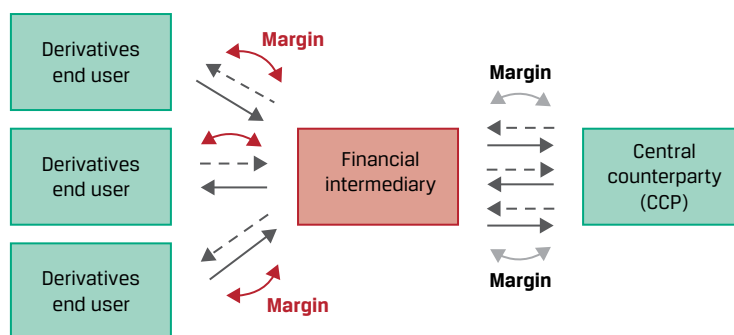 Derivatives
end user
Margin
Margin
Derivatives
end user
Financial
intermediary
Central
counterparty
(CCP)
Derivatives
end user
Margin
Margin